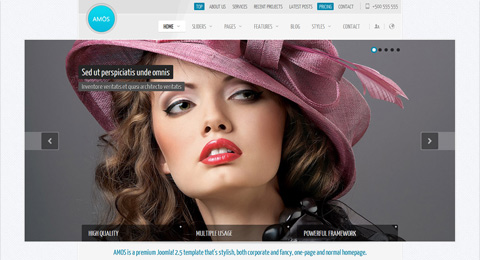 TOP ABOUT US SERVICES RECENT PROJECTS LATEST POSTS PRICING CONTACT +500 555 555
AMOS
HOME SLIDERS PAGES FEATURES BLOG STYLES CONTACT
Sed ut perspiciatis unde omnis
Inventore veritatis et quasi architecto veritatis
HIGH QUALITY MULTIPLE USAGE POWERFUL FRAMEWORK
AMOS is a premium Joomla! 2.5 template that's stylish, both corporate and fancy, one-page and normal homepage.